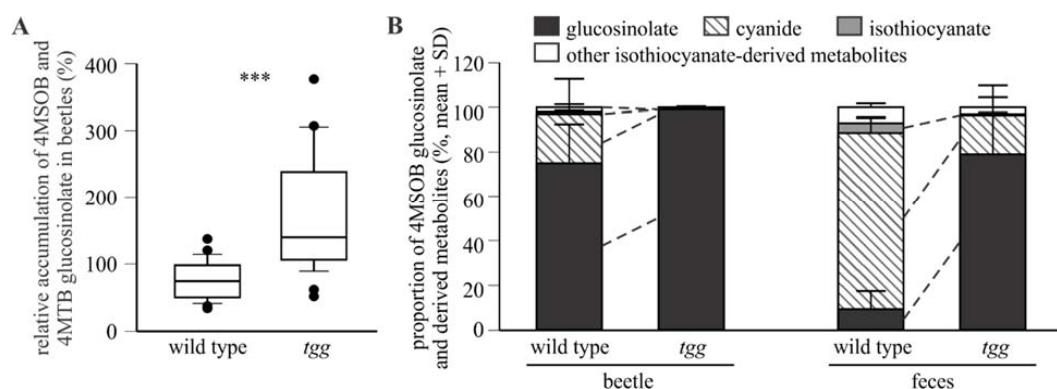 A
relative accumulation of 4MSOB and
4MTB glucosinolate in beetles (%)
400
300
200
100
0
***
wild type
tgg
B
glucosinolate
cyanide
isothiocyanate
other isothiocyanate-derived metabolites
proportion of 4MSOB glucosinolate
and derived metabolites (%, mean + SD)
120
100
80
60
40
20
0
wild type
tgg
wild type
tgg
beetle
feces